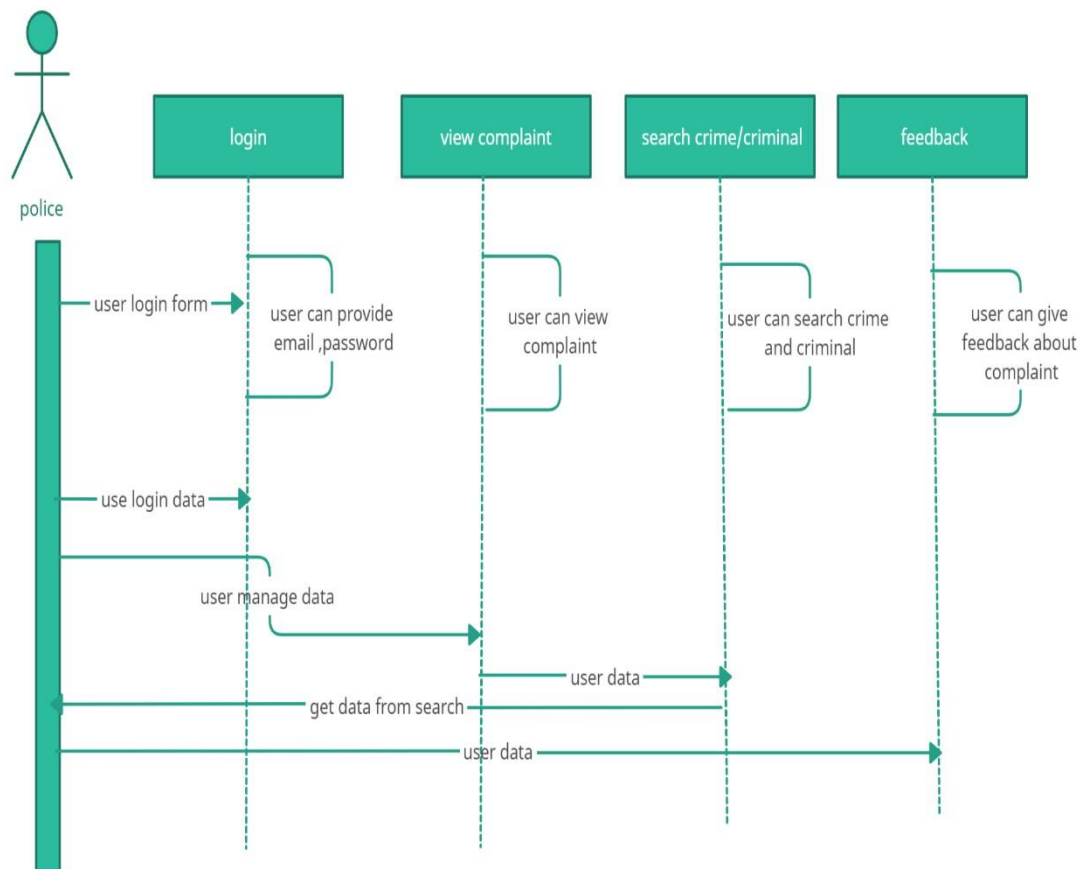 login
view complaint
search crime/criminal
feedback
police
user login form
user can provide
email ,password
user can view
complaint
user can search crime
and criminal
user can give
feedback about
complaint
use login data
user manage data
user data
get data from search
user data